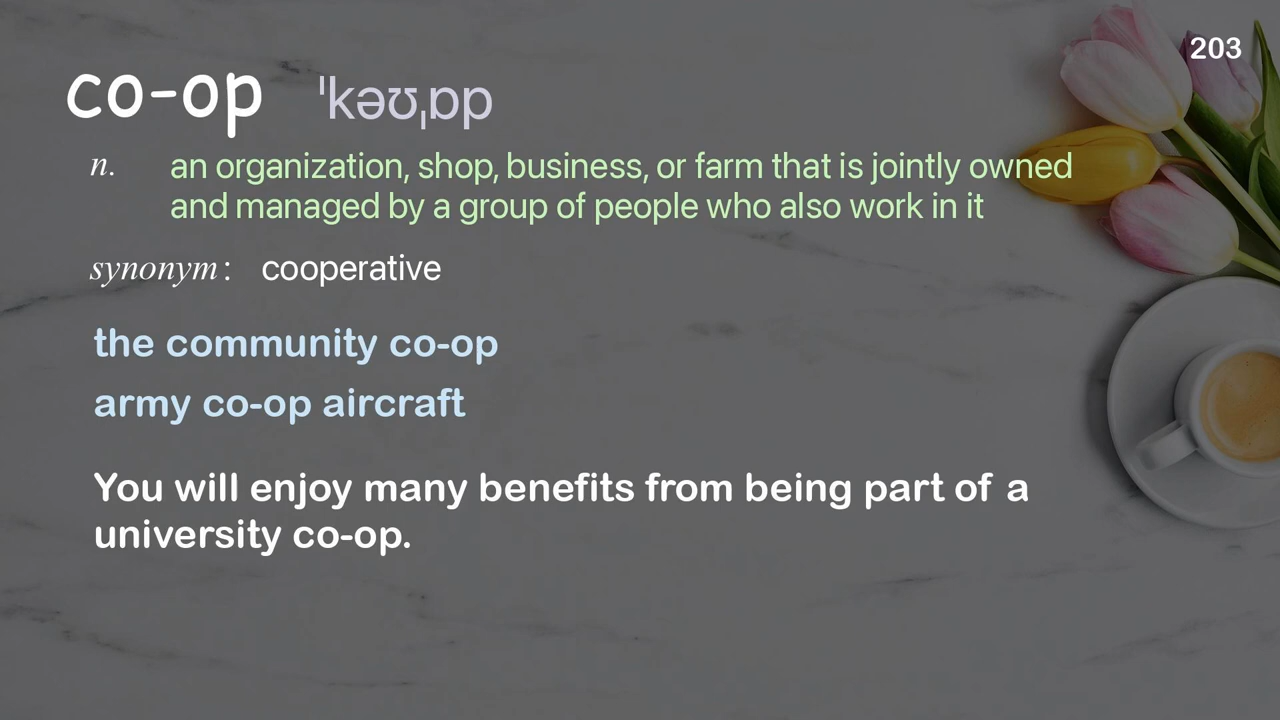 203
co-op ˈkəʊˌɒp
n. an organization, shop, business, or farm that is jointly owned
and managed by a group of people who also work in it
synonym: cooperative
the community co-op
army co-op aircraft
You will enjoy many benefits from being part of a
university co-op.